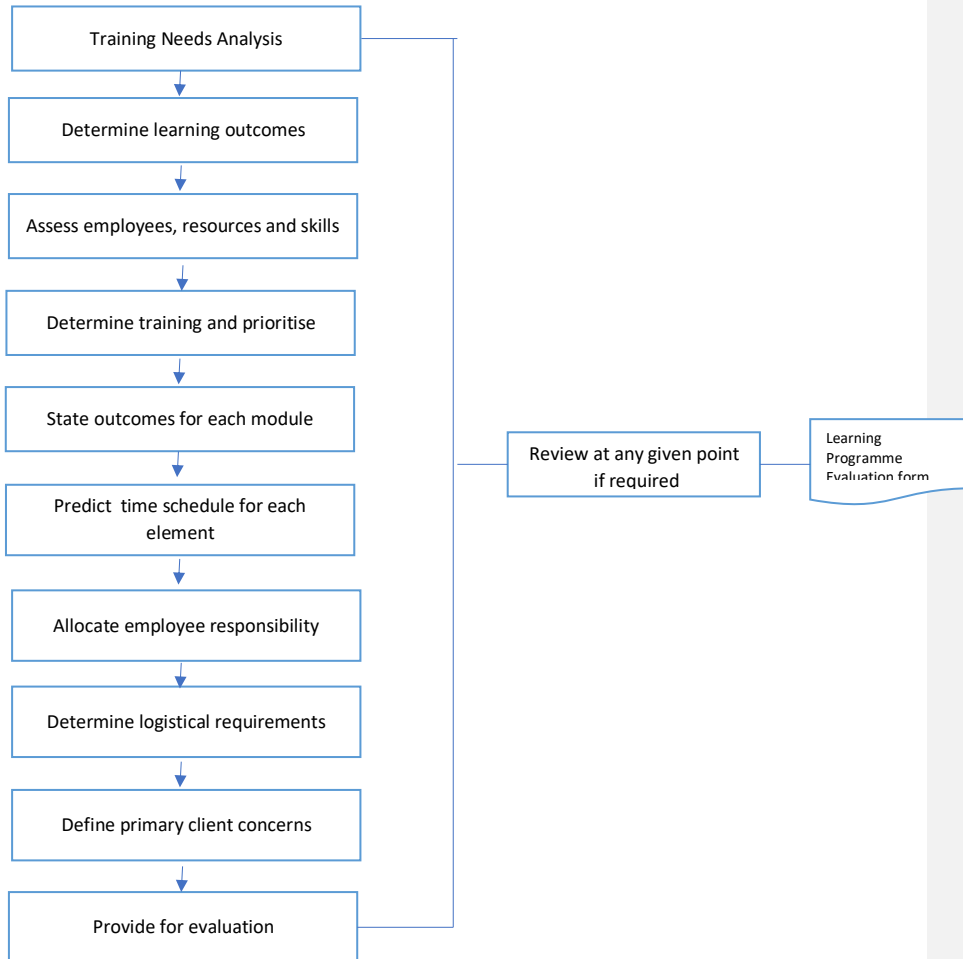 Training Needs Analysis
Determine learning outcomes
Assess employees, resources and skills
Determine training and prioritise
State outcomes for each module
Predict  time schedule for each
element
Allocate employee responsibility
Determine logistical requirements
Define primary client concerns
Provide for evaluation
Review at any given point
if required
Learning
Programme
Evaluation form